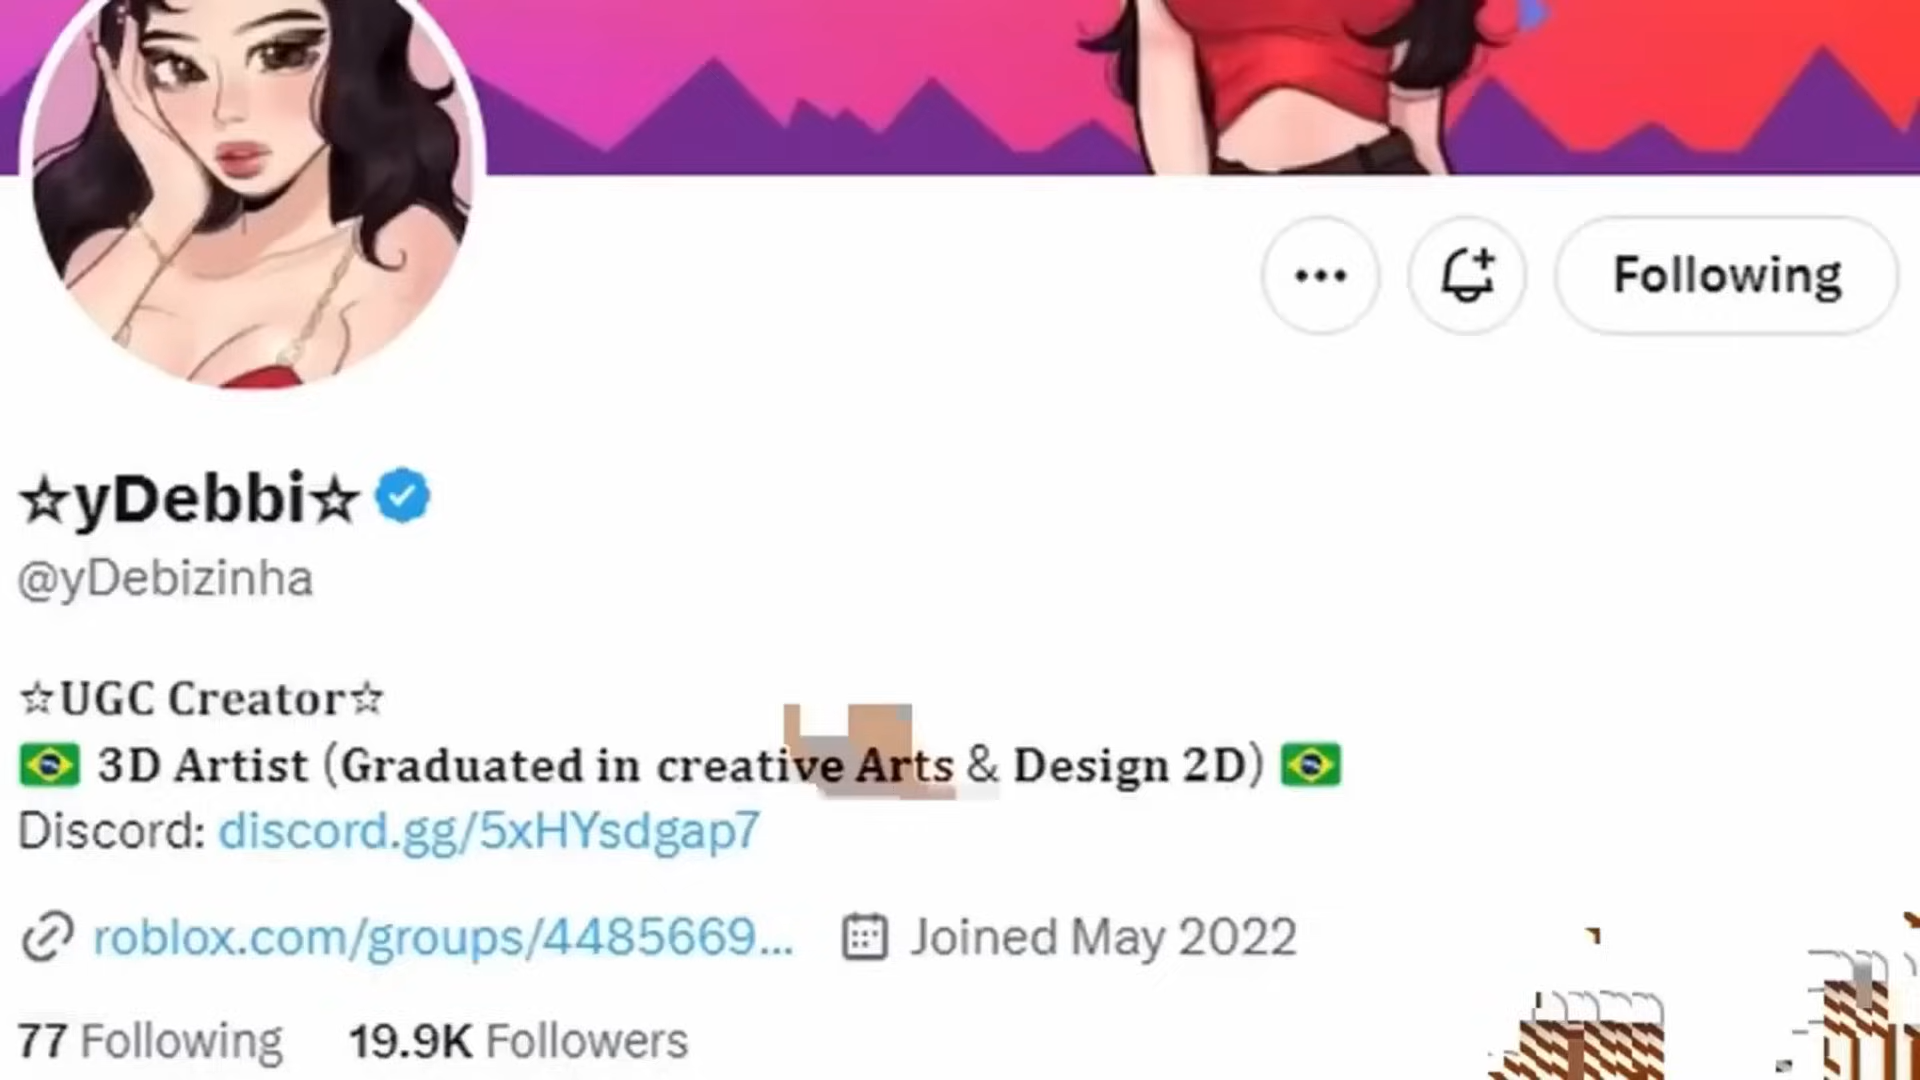 Following
☆yDebbi☆
@yDebizinha
☆UGC Creator☆
🇧🇷 3D Artist (Graduated in creative Arts & Design 2D) 🇧🇷
Discord: discord.gg/5xHYsdgap7
roblox.com/groups/4485669... Joined May 2022
77 Following 19.9K Followers